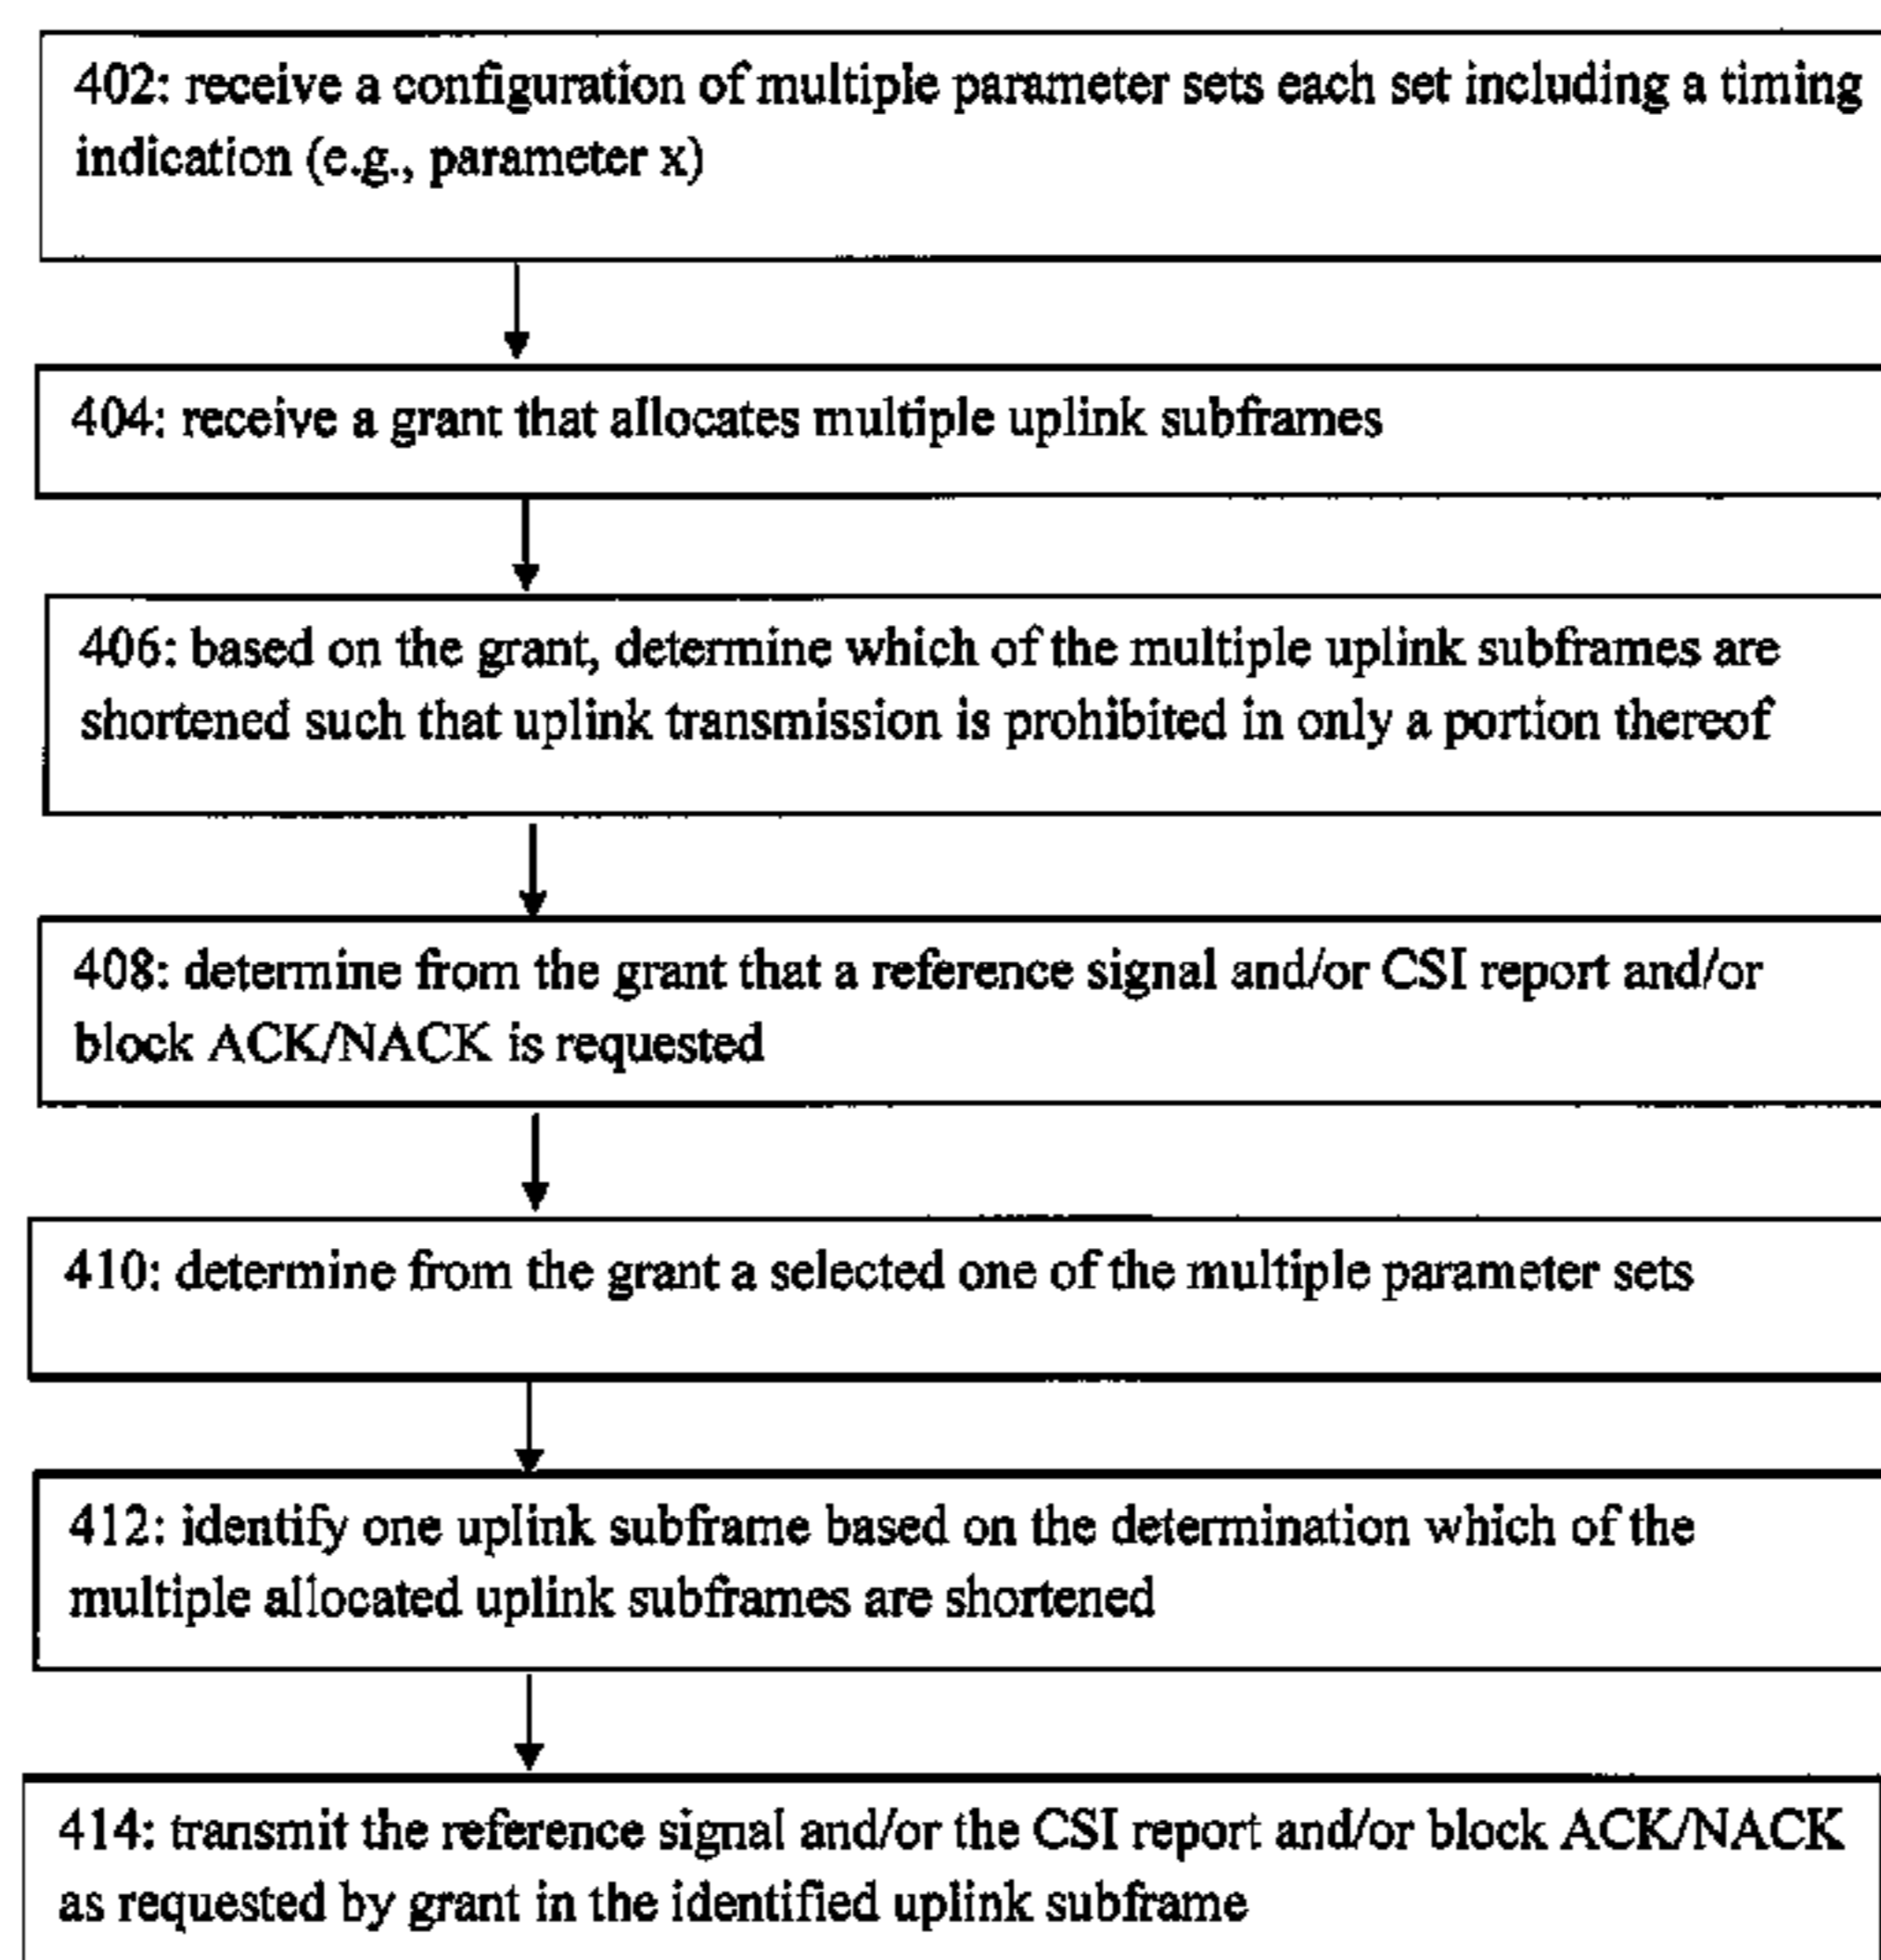 402: receive a configuration of multiple parameter sets each set including a timing
indication (e.g., parameter x)
404: receive a grant that allocates multiple uplink subframes
406: based on the grant, determine which of the multiple uplink subframes are
shortened such that uplink transmission is prohibited in only a portion thereof
408: determine from the grant that a reference signal and/or CSI report and/or
block ACK/NACK is requested
410: determine from the grant a selected one of the multiple parameter sets
412: identify one uplink subframe based on the determination which of the
multiple allocated uplink subframes are shortened
414: transmit the reference signal and/or the CSI report and/or block ACK/NACK
as requested by grant in the identified uplink subframe